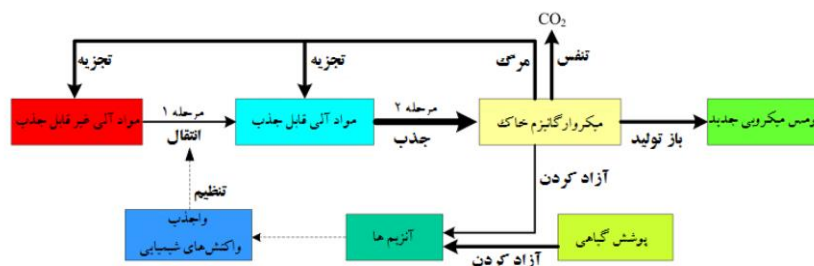 CO₂
تجزیه
تجزیه
مرگ
تنفس
مواد آلی غیر قابل جذب
مرحله ۱
انتقال
مواد آلی قابل جذب
مرحله ۲
جذب
میکروارگانیزم خاک
باز تولید
میکروبی جدید
آزاد کردن
تنظیم
واجذب
واکنش‌های شیمیایی
آنزیم ها
آزاد کردن
پوشش گیاهی